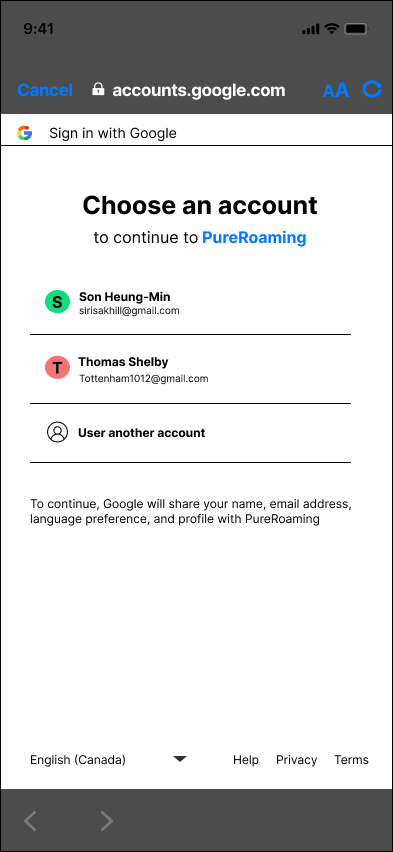 9:41
Cancel accounts.google.com AA
Sign in with Google
Choose an account
to continue to PureRoaming
S Son Heung-Min
sirisakhill@gmail.com
T Thomas Shelby
Tottenham1012@gmail.com
User another account
To continue, Google will share your name, email address,
language preference, and profile with PureRoaming
English (Canada) Help Privacy Terms